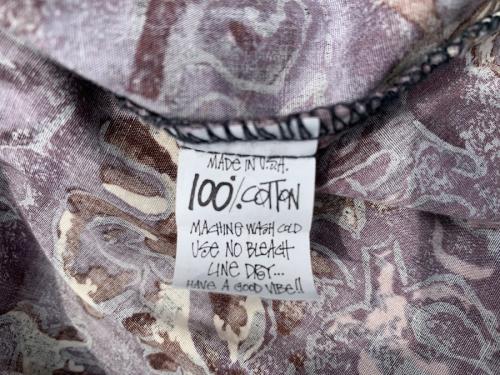 MADE IN U.S.A.
100%/COTTON
MACHINE WASH COLD
USE NO BLEACH
LINE DRY...
HAVE A GOOD VIBE!!